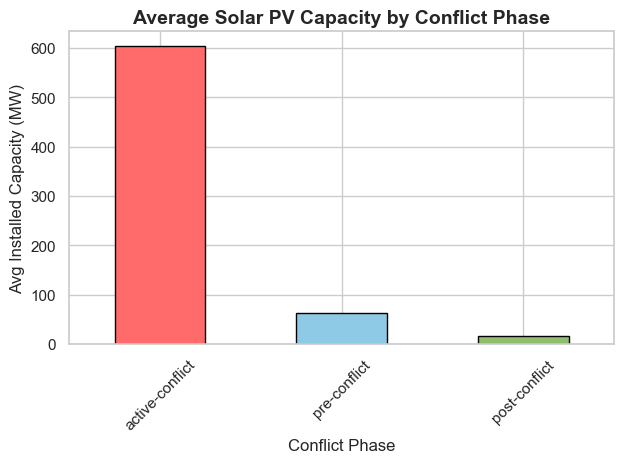 Average Solar PV Capacity by Conflict Phase
Avg Installed Capacity (MW)
600
500
400
300
200
100
0
active-conflict
pre-conflict
post-conflict
Conflict Phase